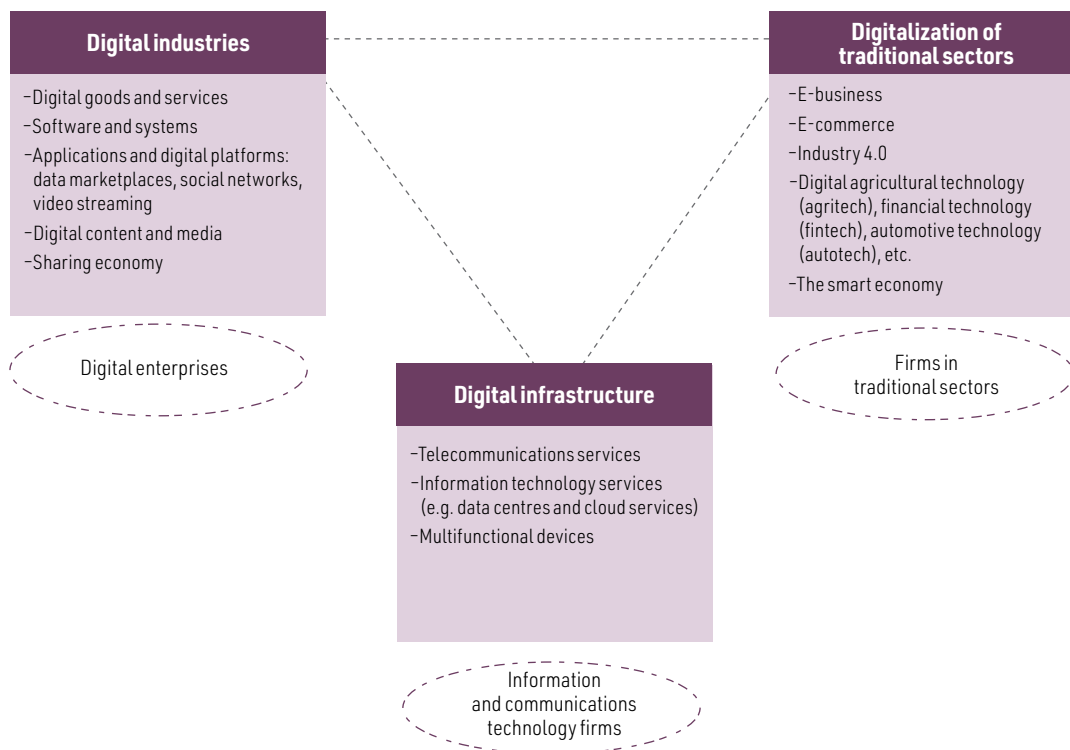 Digital industries
–Digital goods and services
–Software and systems
–Applications and digital platforms:
data marketplaces, social networks,
video streaming
–Digital content and media
–Sharing economy
Digital enterprises
Digitalization of
traditional sectors
–E-business
–E-commerce
–Industry 4.0
–Digital agricultural technology
(agritech), financial technology
(fintech), automotive technology
(autotech), etc.
–The smart economy
Firms in
traditional sectors
Digital infrastructure
–Telecommunications services
–Information technology services
(e.g. data centres and cloud services)
–Multifunctional devices
Information
and communications
technology firms